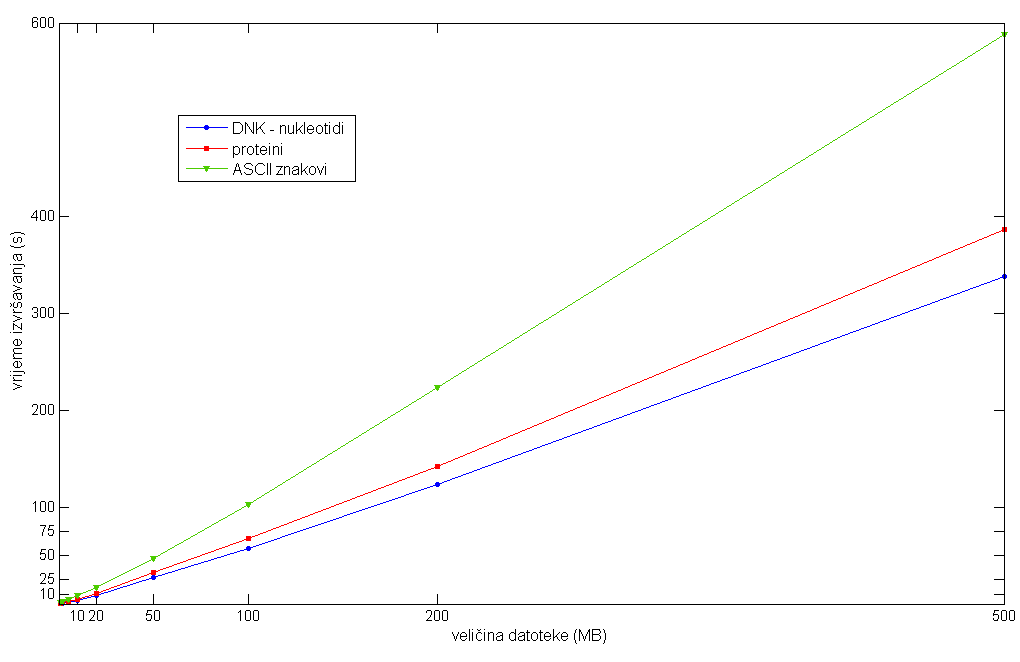 600
DNK - nukleotidi
proteini
ASCII znakovi
400
300
200
100
75
50
25
10
vrijeme izvršavanja (s)
10 20 50 100 200 500
veličina datoteke (MB)